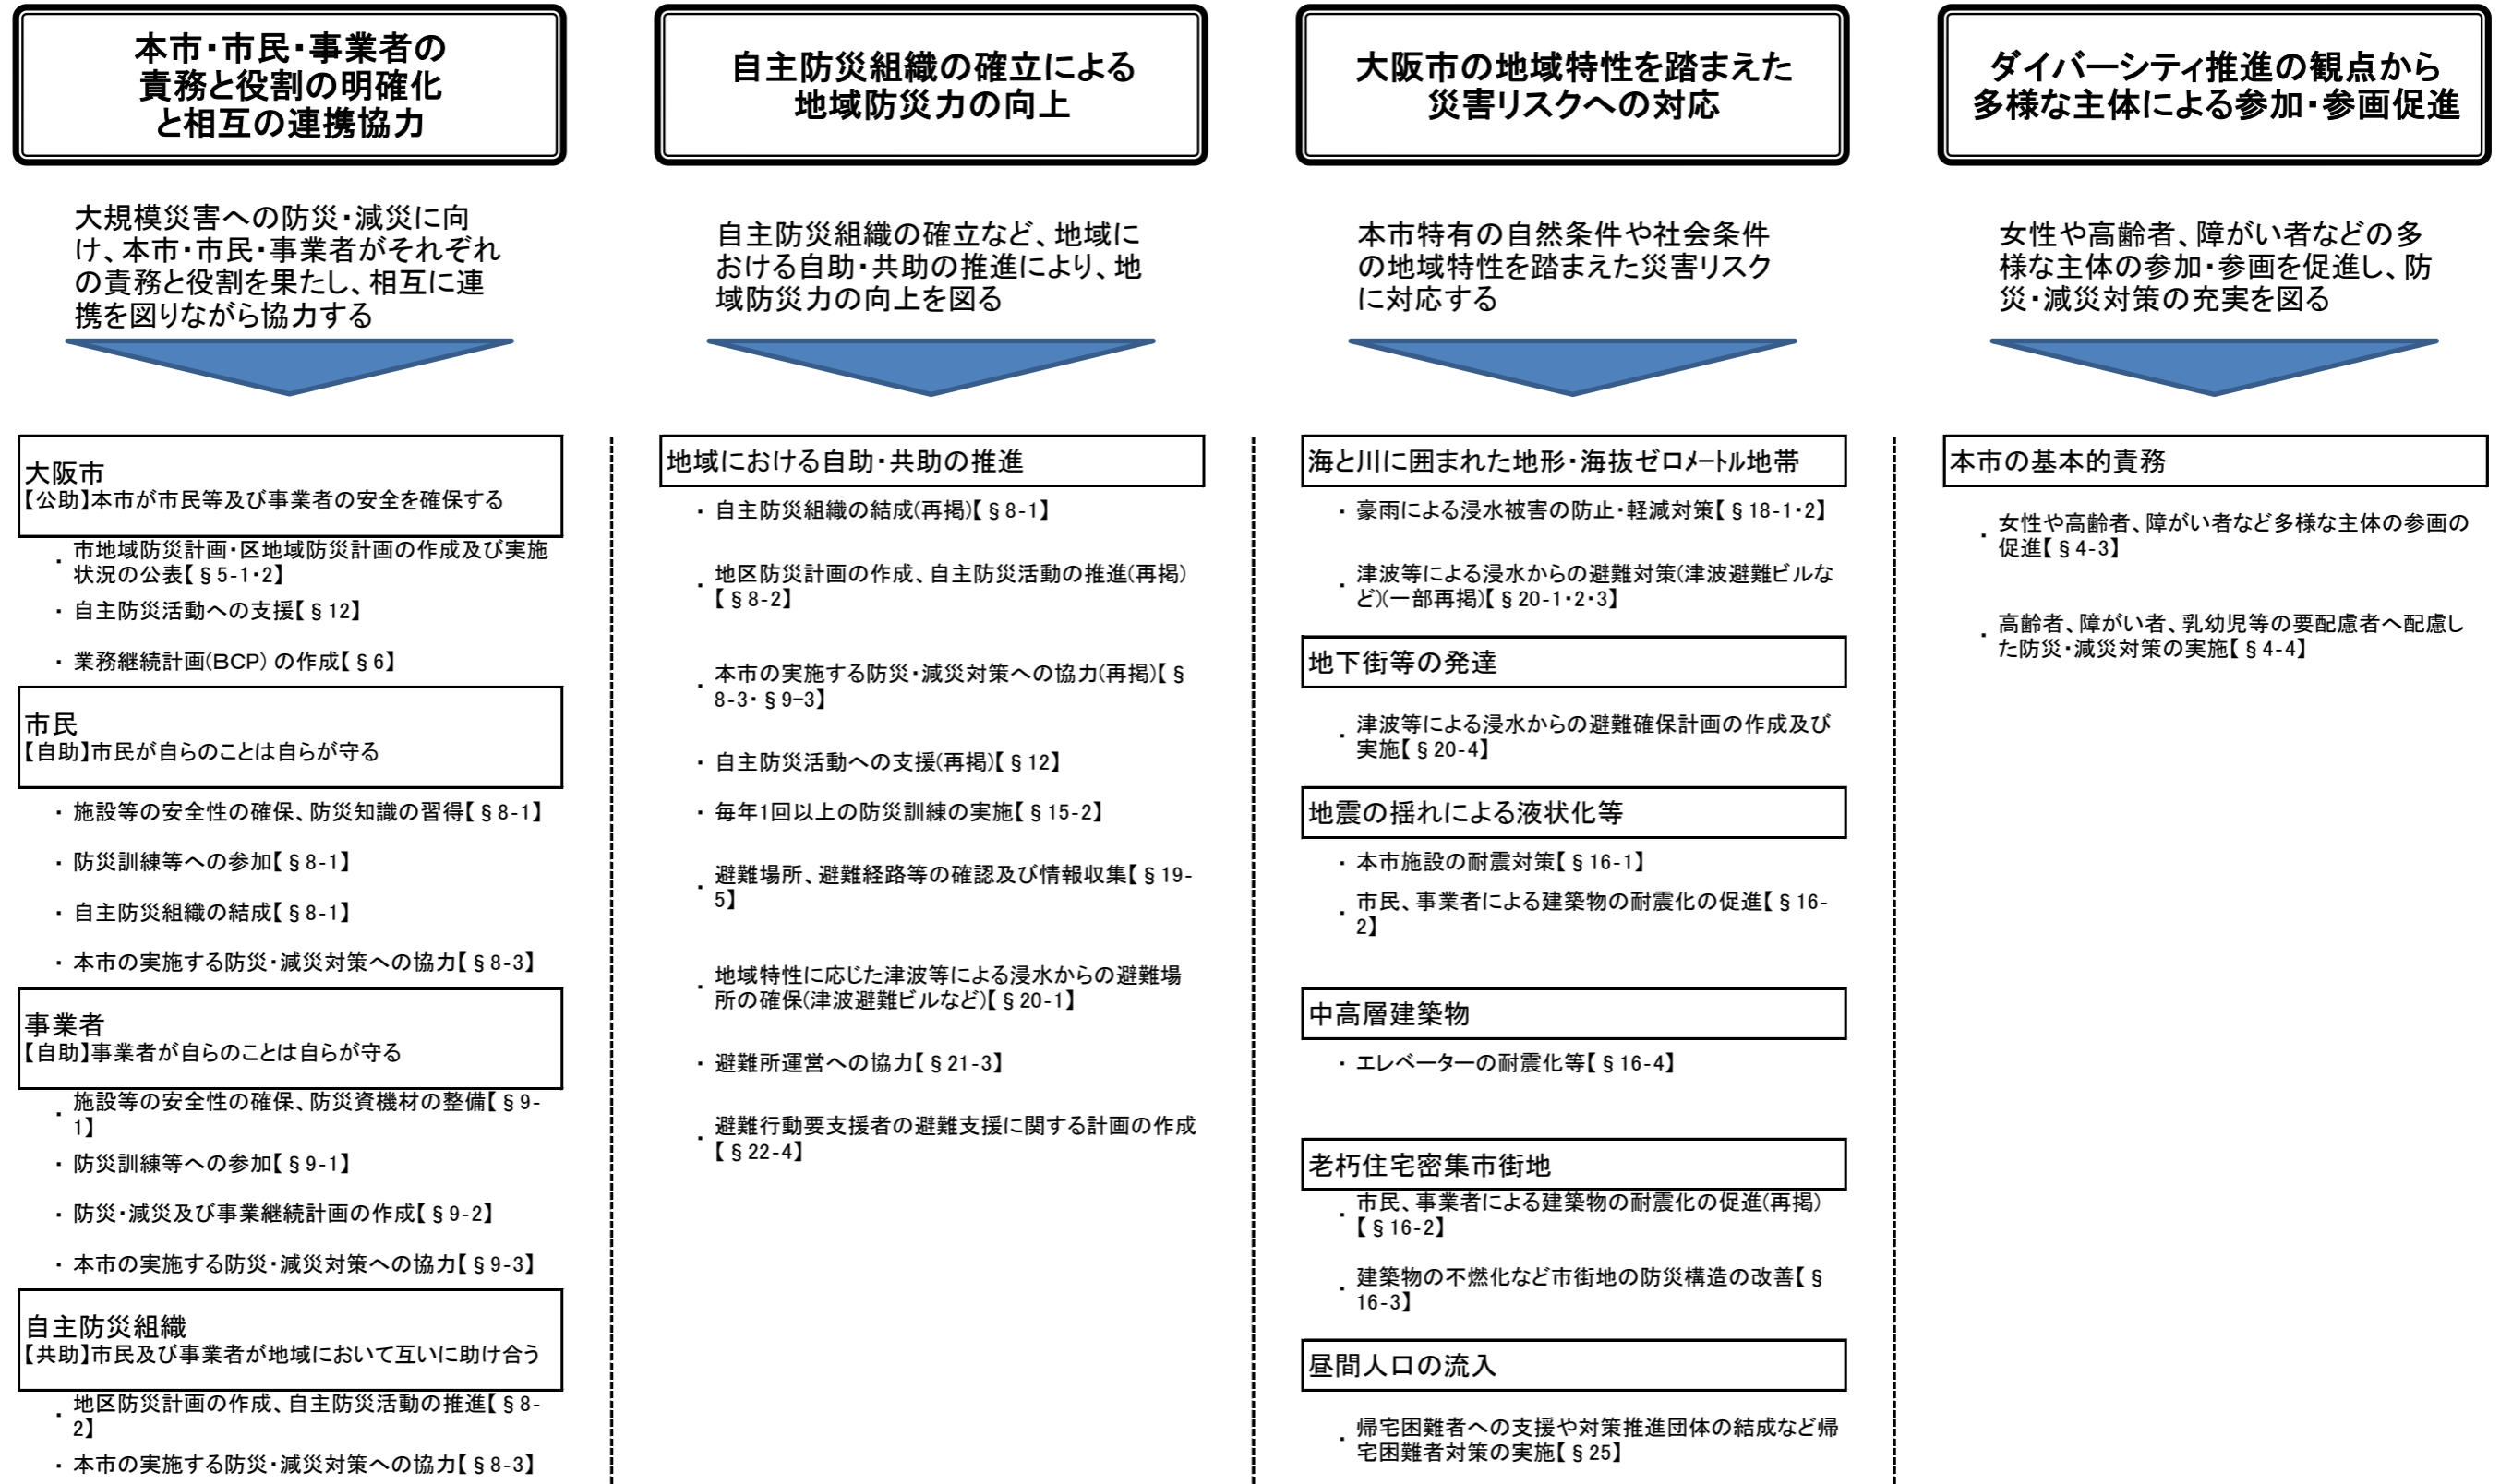 本市・市民・事業者の
責務と役割の明確化
と相互の連携協力
大規模災害への防災・減災に向
け、本市・市民・事業者がそれぞれ
の責務と役割を果たし、相互に連
携を図りながら協力する
大阪市
【公助】本市が市民等及び事業者の安全を確保する
・市地域防災計画・区地域防災計画の作成及び実施
状況の公表【§5-1・2】
・自主防災活動への支援【§12】
・業務継続計画(BCP) の作成【§6】
市民
【自助】市民が自らのことは自らが守る
・施設等の安全性の確保、防災知識の習得【§8-1】
・防災訓練等への参加【§8-1】
・自主防災組織の結成【§8-1】
・本市の実施する防災・減災対策への協力【§8-3】
事業者
【自助】事業者が自らのことは自らが守る
・施設等の安全性の確保、防災資機材の整備【§9-
1】
・防災訓練等への参加【§9-1】
・防災・減災及び事業継続計画の作成【§9-2】
・本市の実施する防災・減災対策への協力【§9-3】
自主防災組織
【共助】市民及び事業者が地域において互いに助け合う
・地区防災計画の作成、自主防災活動の推進【§8-
2】
・本市の実施する防災・減災対策への協力【§8-3】
自主防災組織の確立による
地域防災力の向上
自主防災組織の確立など、地域に
おける自助・共助の推進により、地
域防災力の向上を図る
地域における自助・共助の推進
・自主防災組織の結成(再掲)【§8-1】
・地区防災計画の作成、自主防災活動の推進(再掲)
【§8-2】
・本市の実施する防災・減災対策への協力(再掲)【§
8-3・§9-3】
・自主防災活動への支援(再掲)【§12】
・毎年1回以上の防災訓練の実施【§15-2】
・避難場所、避難経路等の確認及び情報収集【§19-
5】
・地域特性に応じた津波等による浸水からの避難場
所の確保(津波避難ビルなど)【§20-1】
・避難所運営への協力【§21-3】
・避難行動要支援者の避難支援に関する計画の作成
【§22-4】
大阪市の地域特性を踏まえた
災害リスクへの対応
本市特有の自然条件や社会条件
の地域特性を踏まえた災害リスク
に対応する
海と川に囲まれた地形・海抜ゼロメートル地帯
・豪雨による浸水被害の防止・軽減対策【§18-1・2】
・津波等による浸水からの避難対策(津波避難ビルな
ど)(一部再掲)【§20-1・2・3】
地下街等の発達
・津波等による浸水からの避難確保計画の作成及び
実施【§20-4】
地震の揺れによる液状化等
・本市施設の耐震対策【§16-1】
・市民、事業者による建築物の耐震化の促進【§16-
2】
中高層建築物
・エレベーターの耐震化等【§16-4】
老朽住宅密集市街地
・市民、事業者による建築物の耐震化の促進(再掲)
【§16-2】
・建築物の不燃化など市街地の防災構造の改善【§
16-3】
昼間人口の流入
・帰宅困難者への支援や対策推進団体の結成など帰
宅困難者対策の実施【§25】
ダイバーシティ推進の観点から
多様な主体による参加・参画促進
女性や高齢者、障がい者などの多
様な主体の参加・参画を促進し、防
災・減災対策の充実を図る
本市の基本的責務
・女性や高齢者、障がい者など多様な主体の参画の
促進【§4-3】
・高齢者、障がい者、乳幼児等の要配慮者へ配慮し
た防災・減災対策の実施【§4-4】